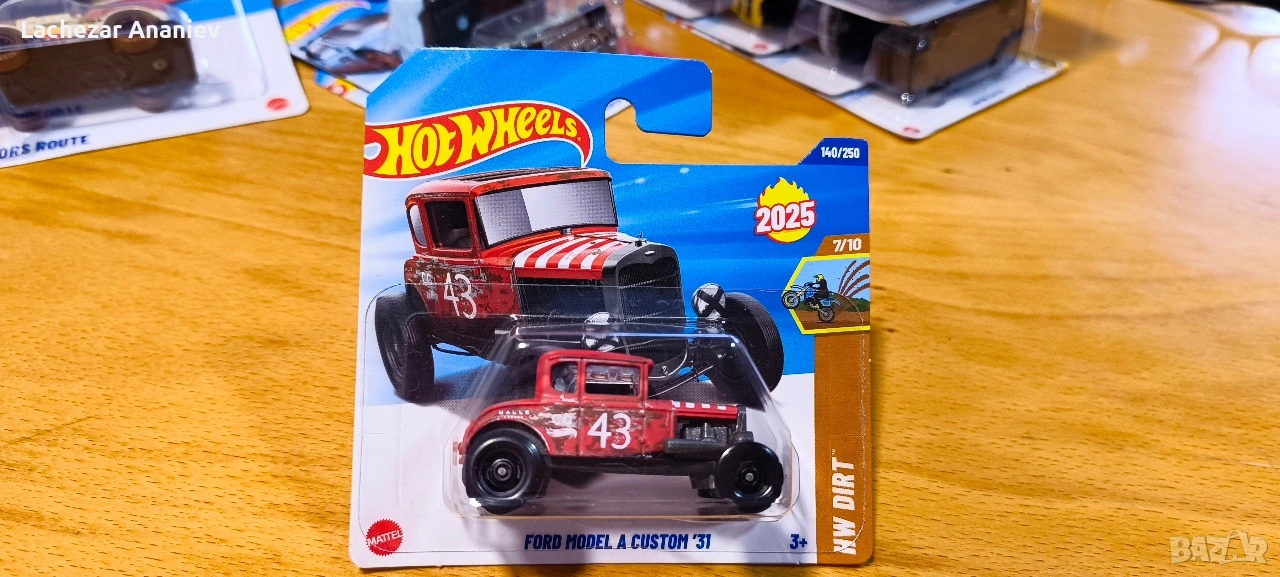 Lachezar Ananiev
ORS ROUTE
HOT WHEELS
140/250
2025
7/10
43
43
HW DIRT™
MATTEL
FORD MODEL A CUSTOM '31
3+
BAZAR